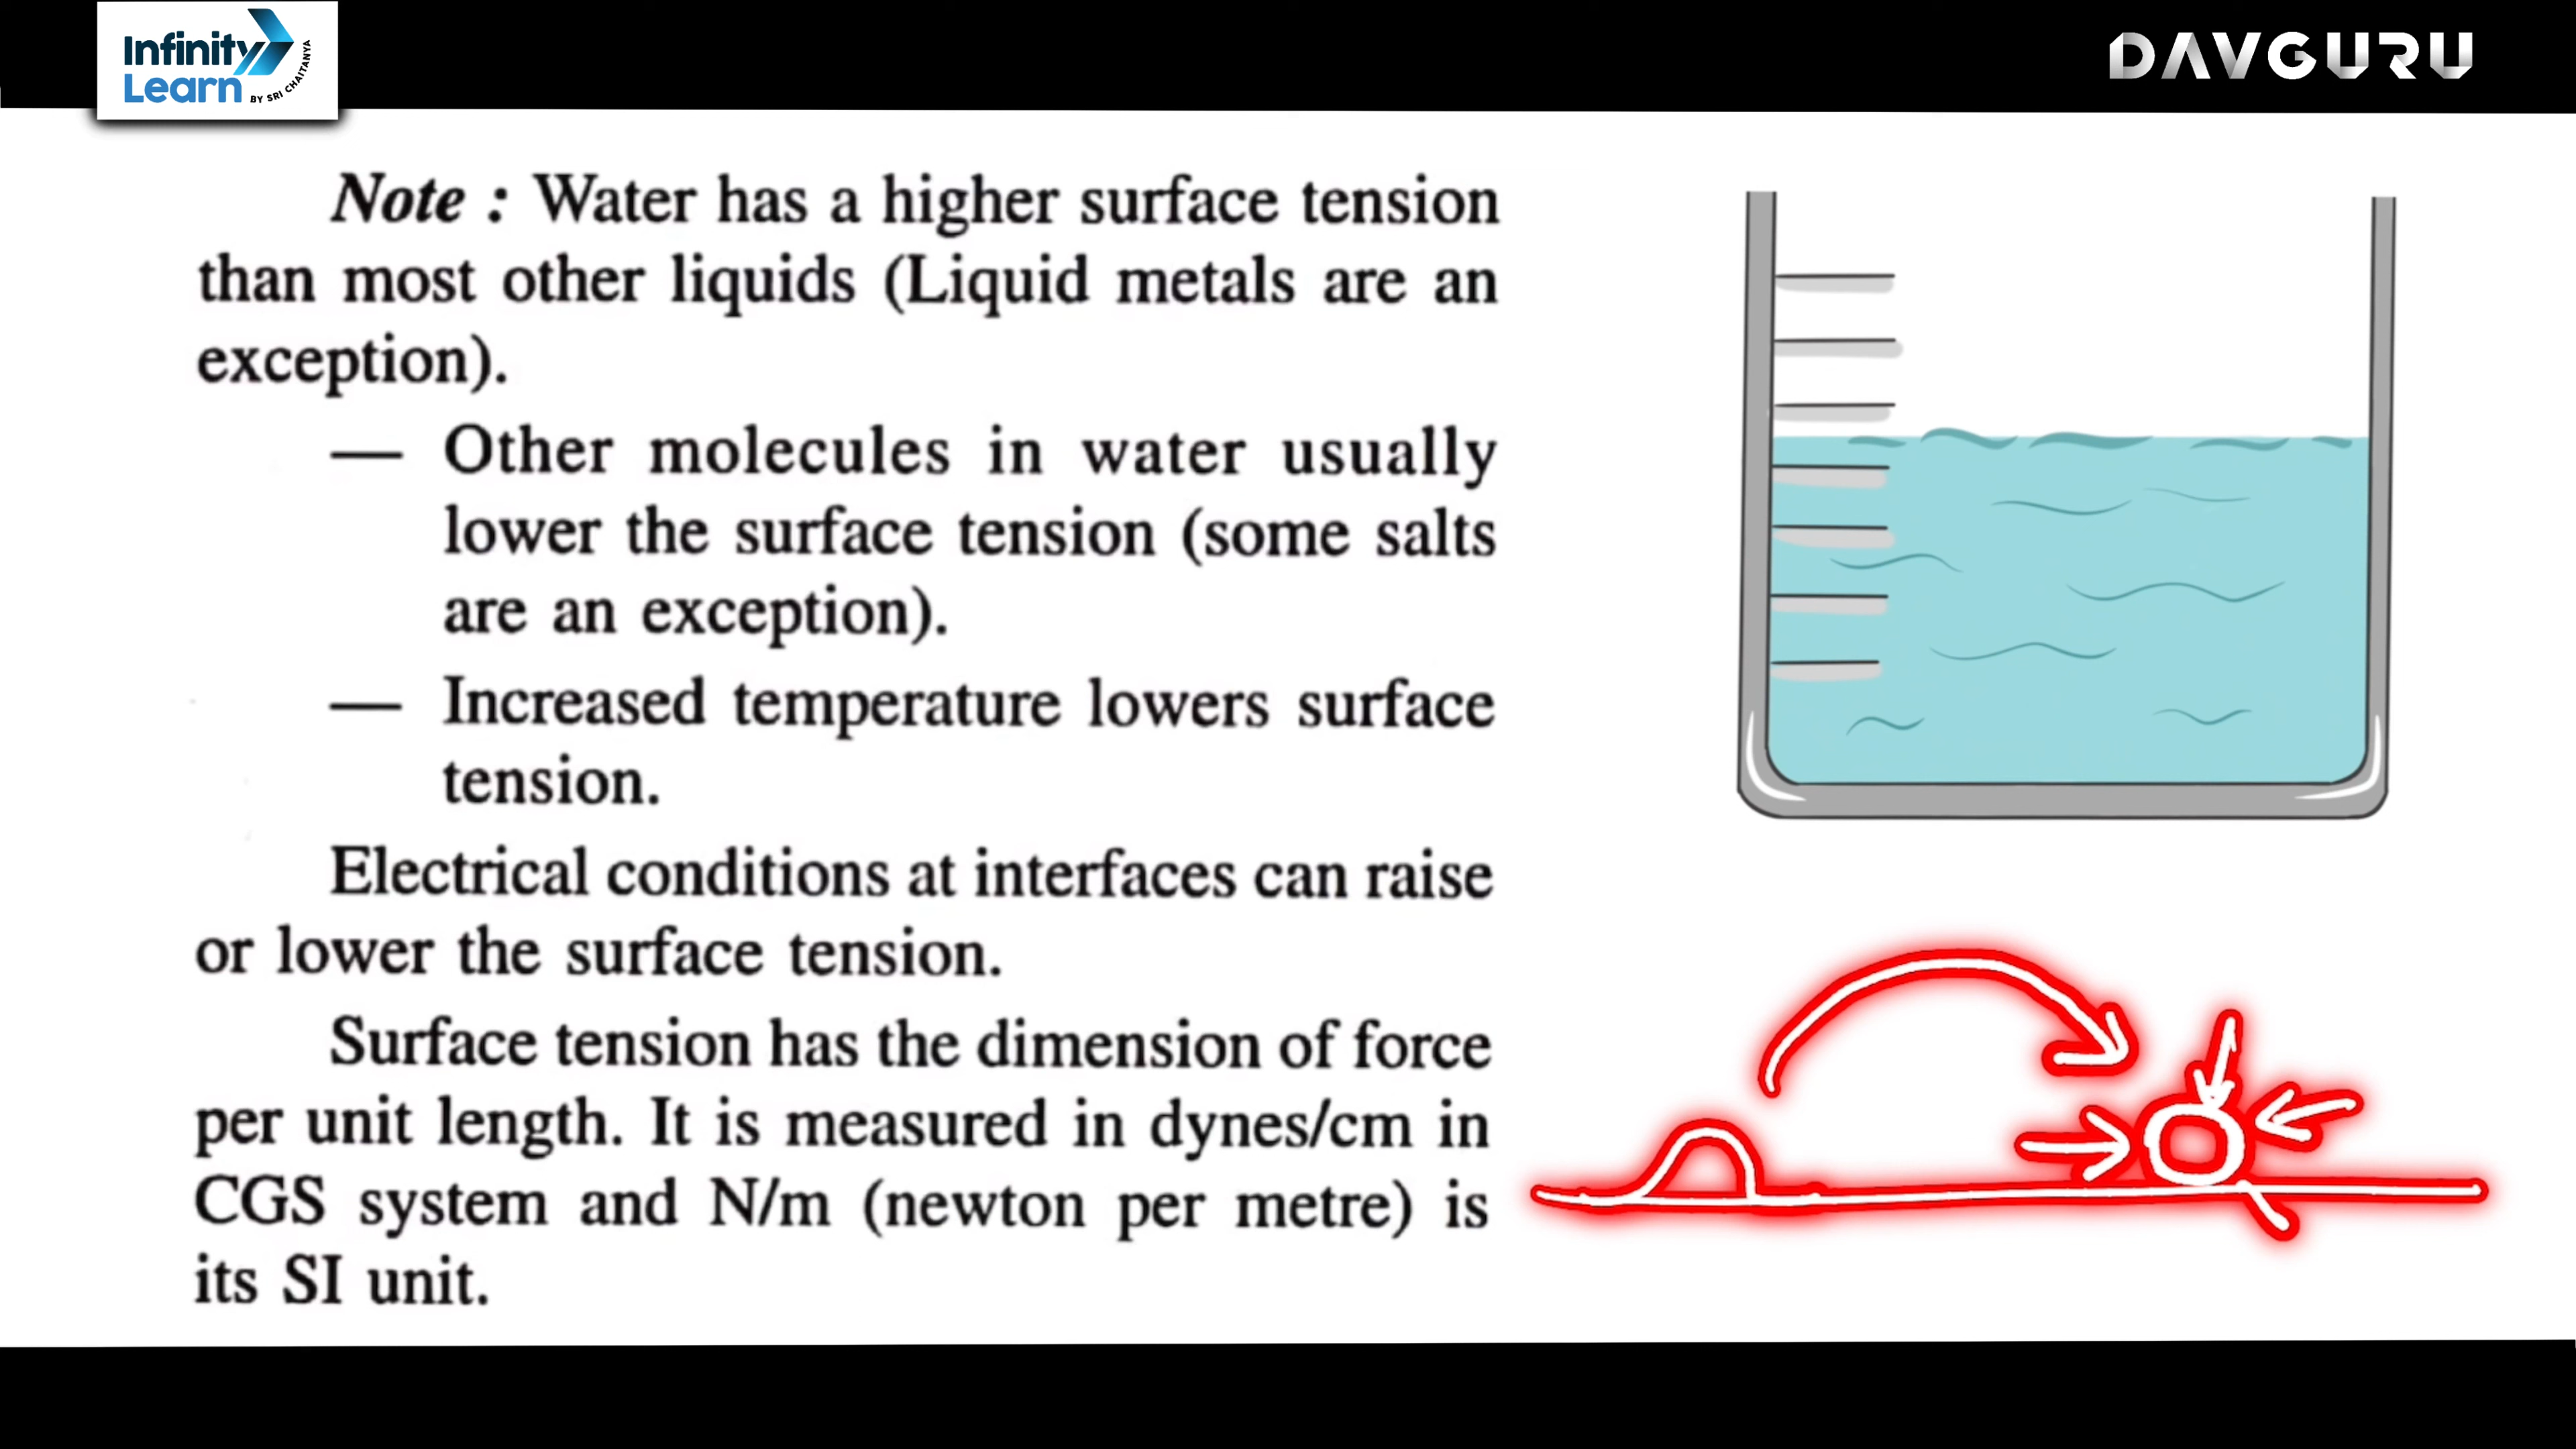 Infinity
Learn
BY SRI CHAITANYA
DAVGURU
Note : Water has a higher surface tension
than most other liquids (Liquid metals are an
exception).
— Other molecules in water usually
lower the surface tension (some salts
are an exception).
— Increased temperature lowers surface
tension.
Electrical conditions at interfaces can raise
or lower the surface tension.
Surface tension has the dimension of force
per unit length. It is measured in dynes/cm in
CGS system and N/m (newton per metre) is
its SI unit.